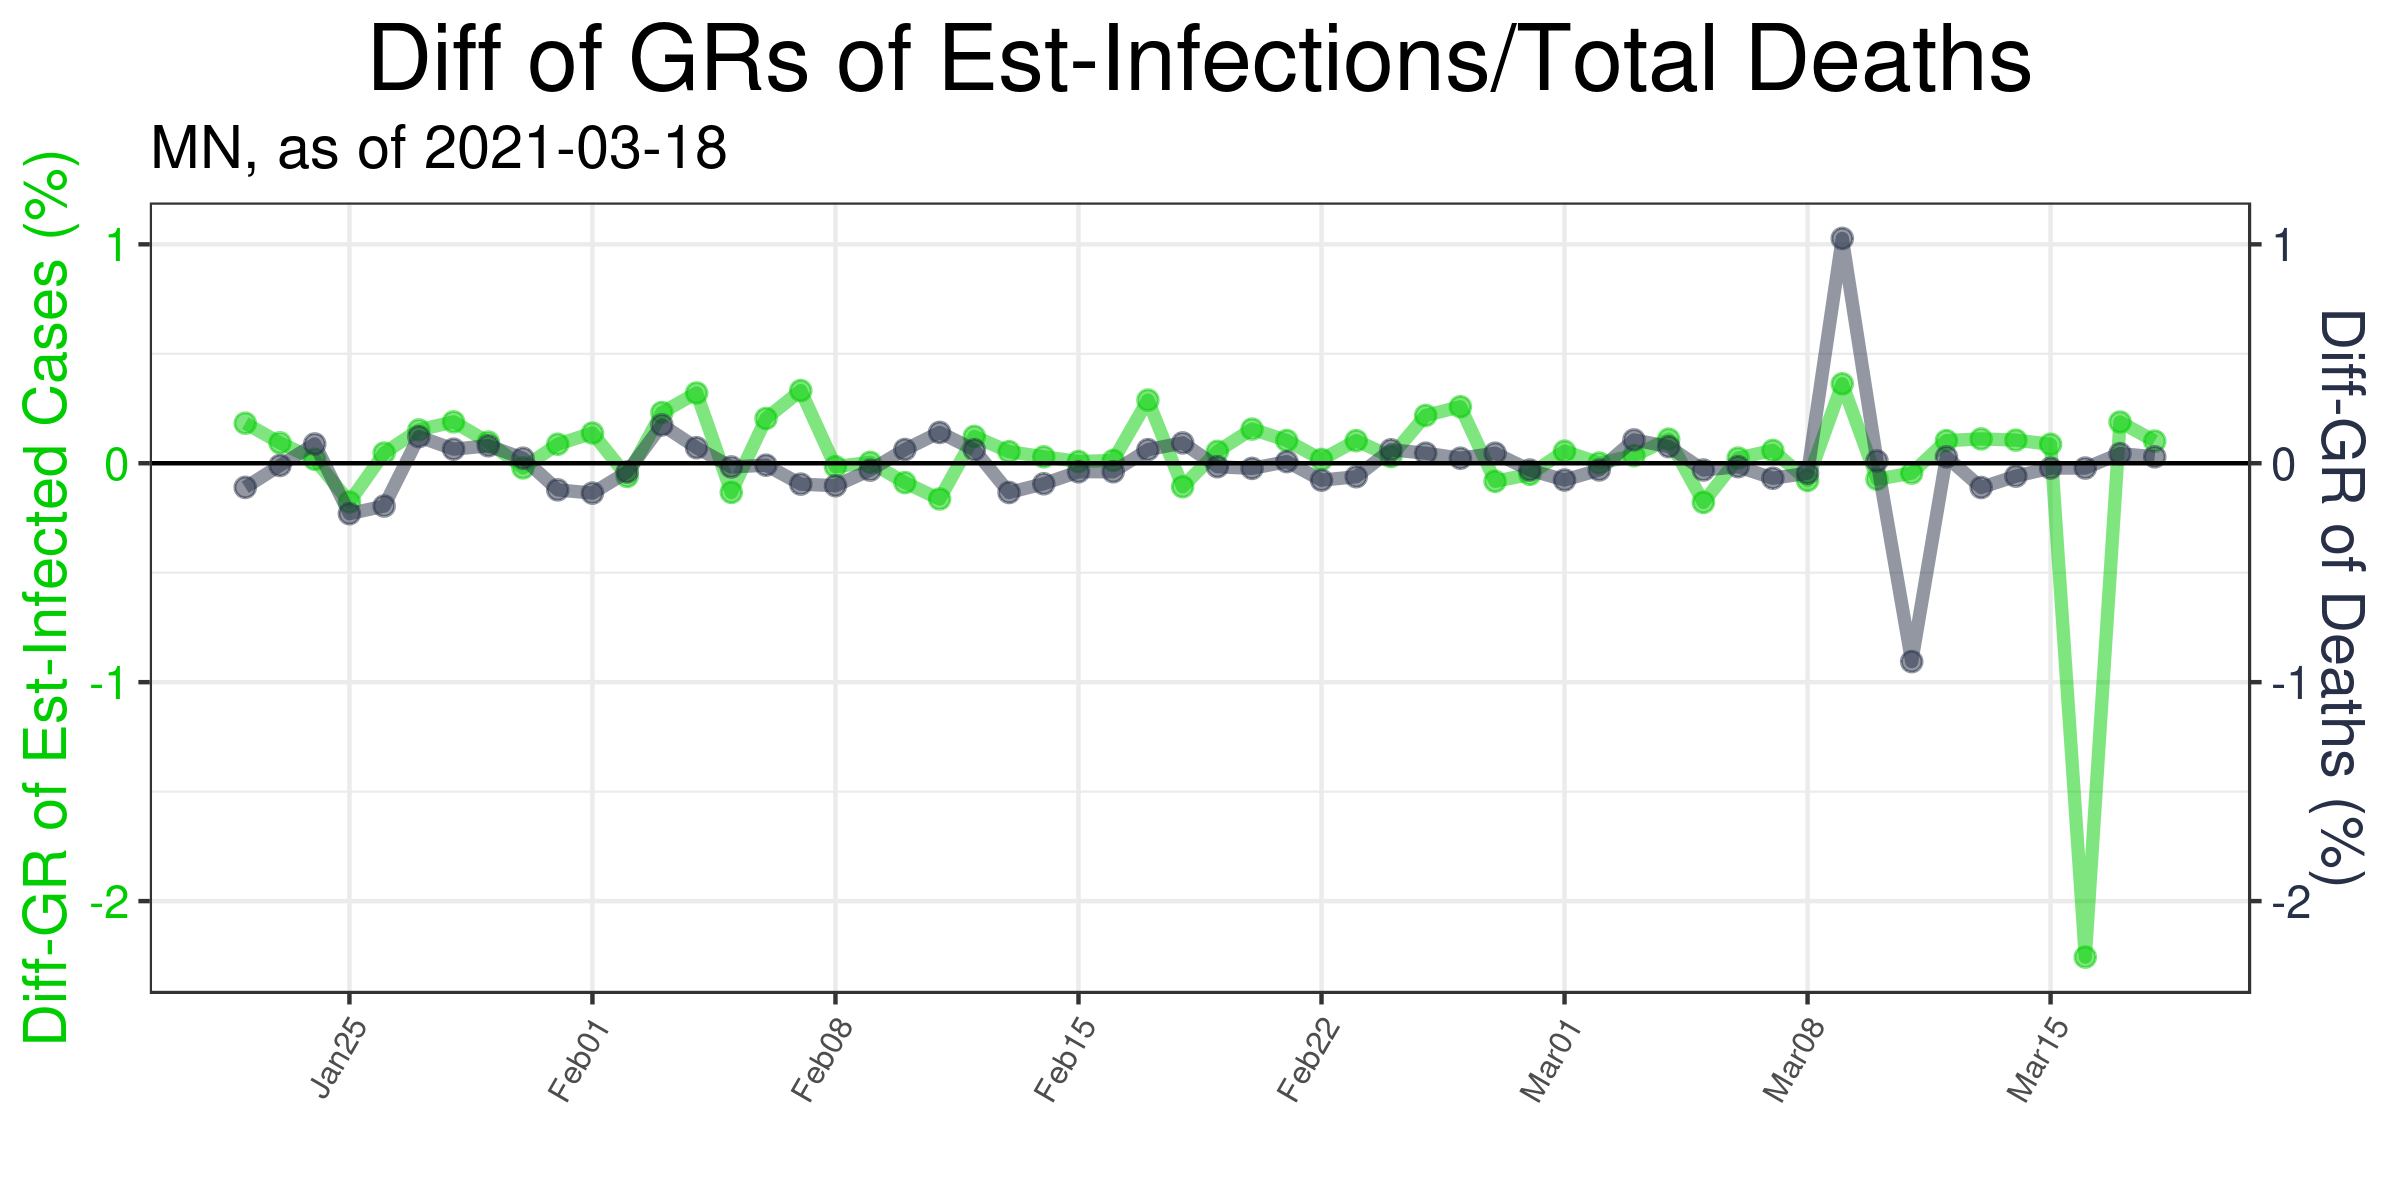 Diff of GRs of Est-Infections/Total Deaths
MN, as of 2021-03-18
Diff-GR of Est-Infected Cases (%)
1
0
-1
-2
1
0
-1
-2
Diff-GR of Deaths (%)
Jan25
Feb01
Feb08
Feb15
Feb22
Mar01
Mar08
Mar15